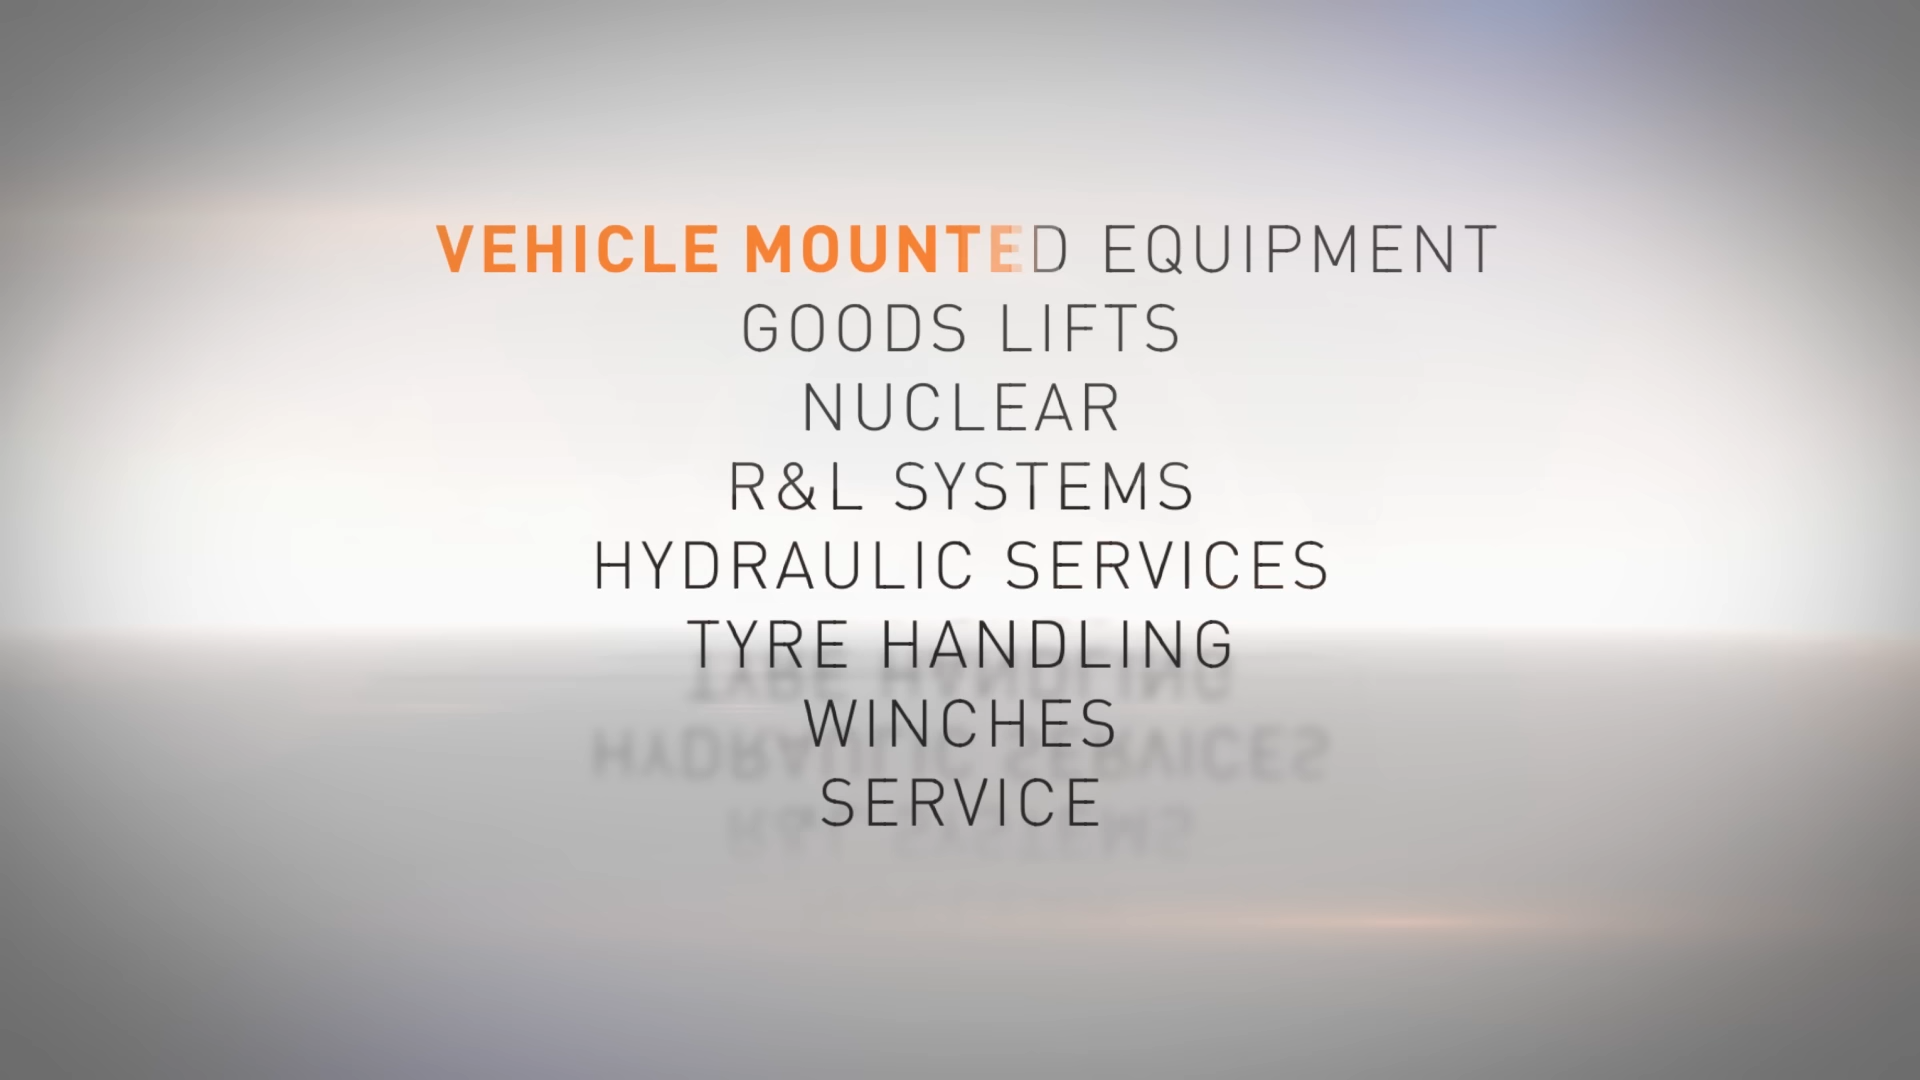 VEHICLE MOUNTED EQUIPMENT
GOODS LIFTS
NUCLEAR
R&L SYSTEMS
HYDRAULIC SERVICES
TYRE HANDLING
WINCHES
SERVICE